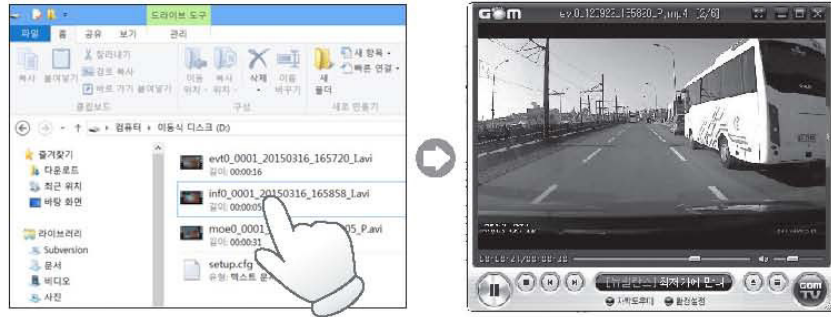 드라이브 도구
파일 홈 공유 보기 관리
잘라내기
경로 복사
바로 가기 붙여넣기
복사 붙여넣기
이동 위치
복사 위치
삭제
이름 바꾸기
새 폴더
새 항목
빠른 연결
클립보드 구성 새로 만들기
컴퓨터 이동식 디스크 (D:)
즐겨찾기
다운로드
최근 위치
바탕 화면
라이브러리
Subversion
문서
비디오
사진
evt0_0001_20150316_165720_I.avi
길이: 00:00:16
inf0_0001_20150316_165858_I.avi
길이: 00:00:05
moe0_0001_ 05_P.avi
길이: 00:00:31
setup.cfg
유형: 텍스트 문
GOM
[2/6]
자막도우미 환경설정
GOM TV